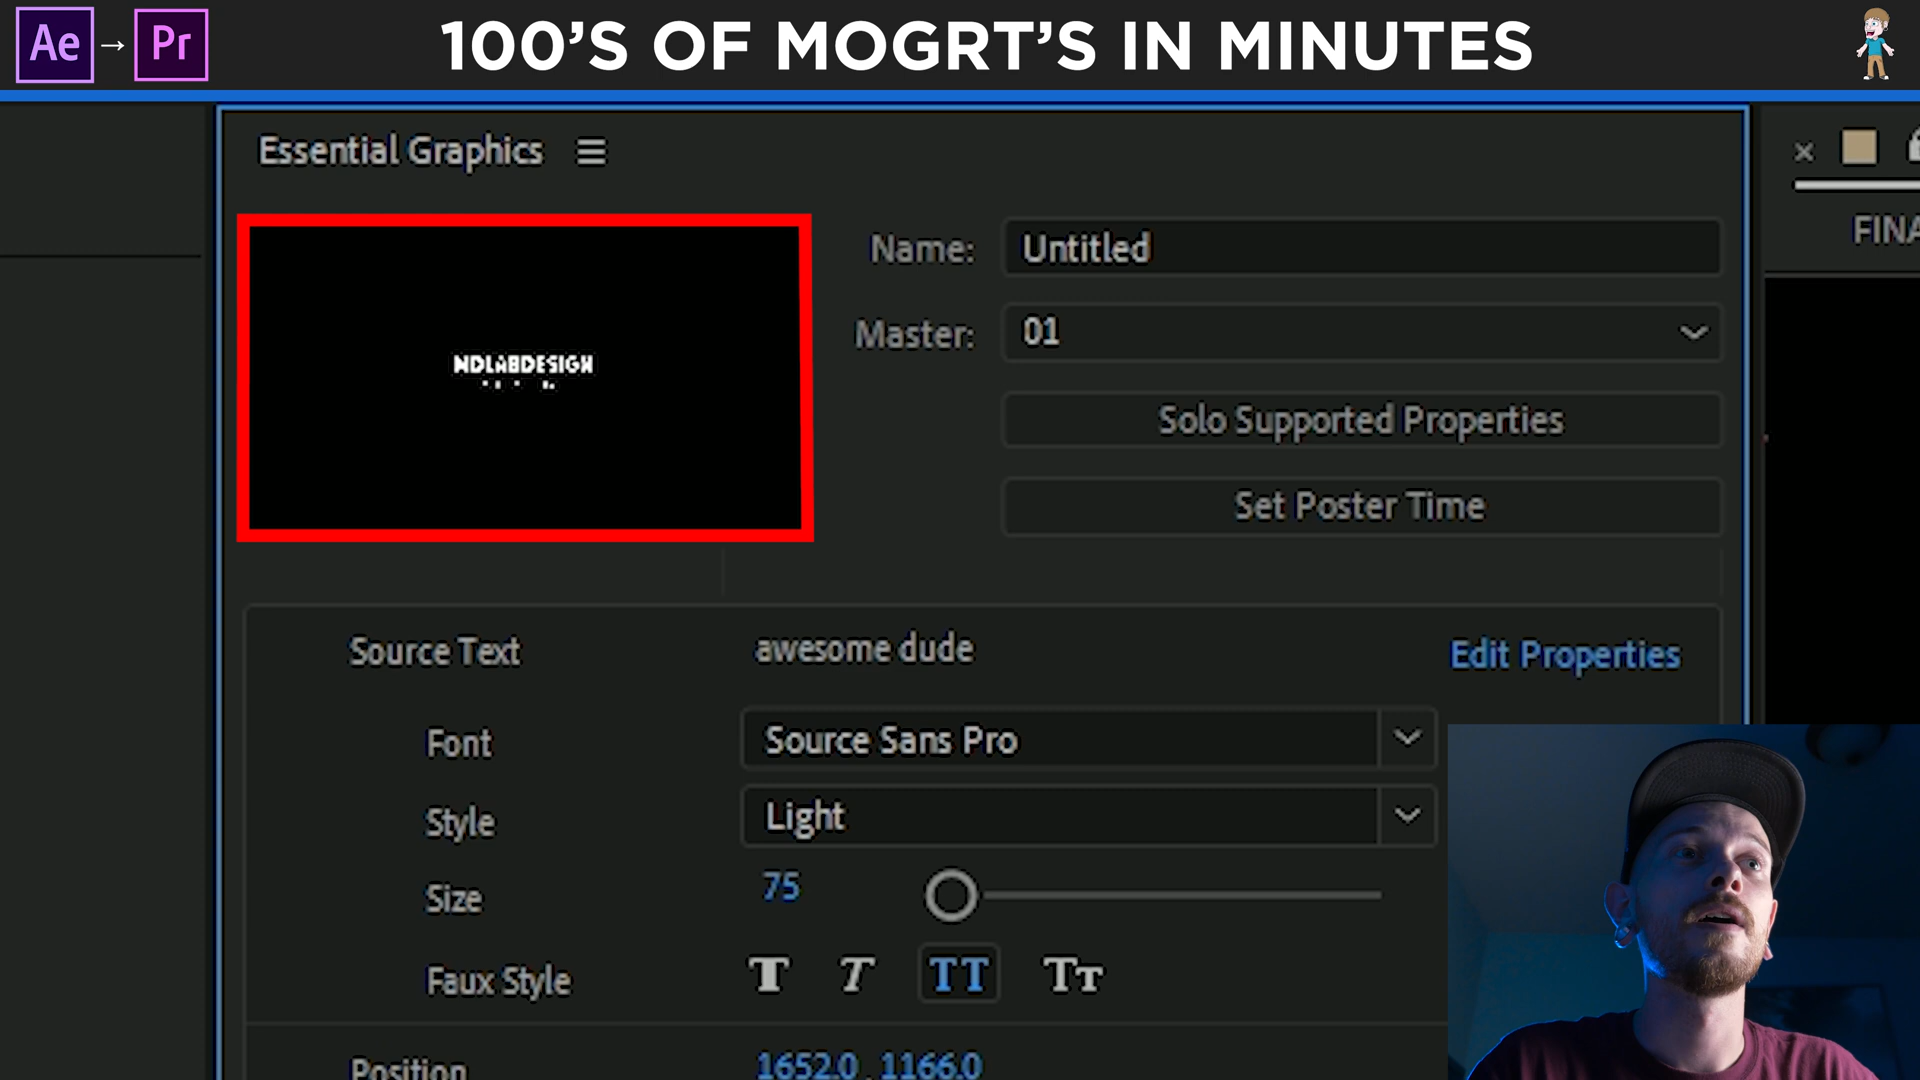 Ae → Pr 100'S OF MOGRT'S IN MINUTES
Essential Graphics
Name: Untitled
Master: 01
Solo Supported Properties
Set Poster Time
NDLABDESIGN
FINA
Source Text awesome dude Edit Properties
Font Source Sans Pro
Style Light
Size 75
Faux Style T T TT Tt
Position 1652.0, 1166.0